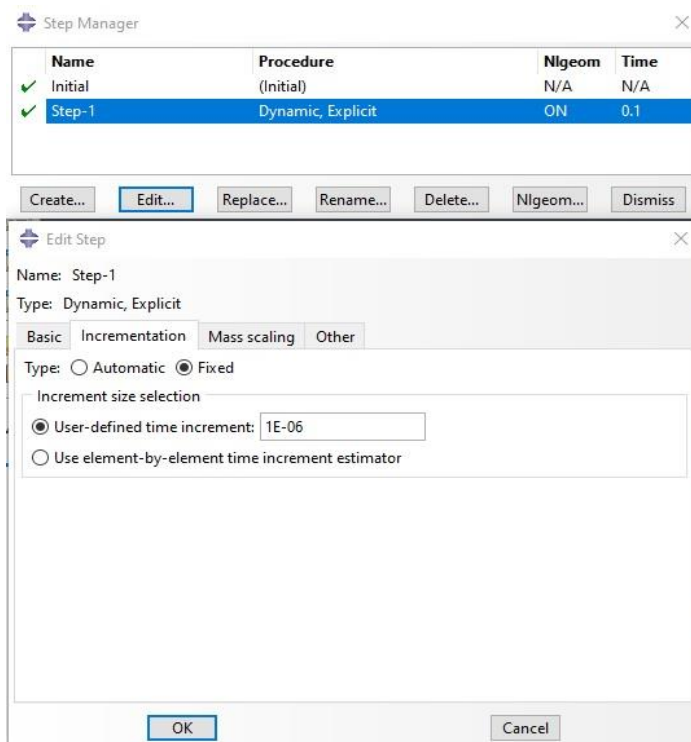 Step Manager
Name Procedure Nlgeom Time
Initial (Initial) N/A N/A
Step-1 Dynamic, Explicit ON 0.1
Create... Edit... Replace... Rename... Delete... Nlgeom... Dismiss
Edit Step
Name: Step-1
Type: Dynamic, Explicit
Basic Incrementation Mass scaling Other
Type: Automatic Fixed
Increment size selection
User-defined time increment: 1E-06
Use element-by-element time increment estimator
OK Cancel